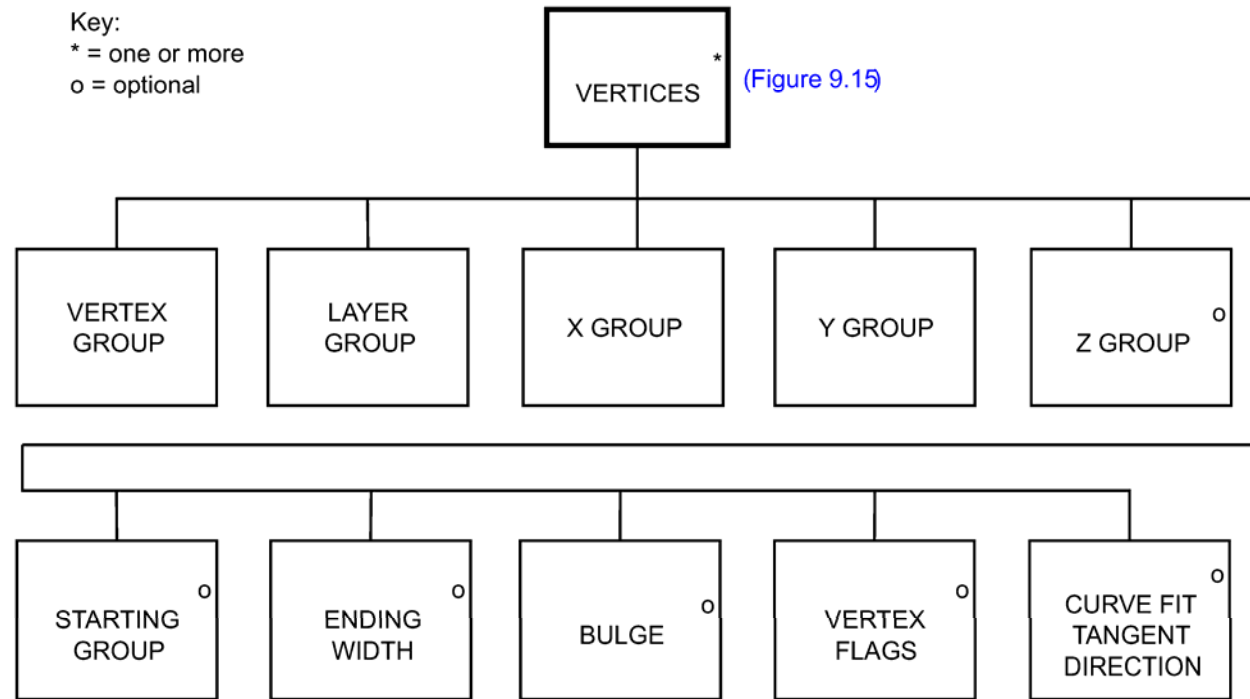 Key:
* = one or more
o = optional
*
VERTICES
(Figure 9.15)
VERTEX
GROUP
LAYER
GROUP
X GROUP
Y GROUP
o
Z GROUP
o
STARTING
GROUP
o
ENDING
WIDTH
o
BULGE
o
VERTEX
FLAGS
o
CURVE FIT
TANGENT
DIRECTION